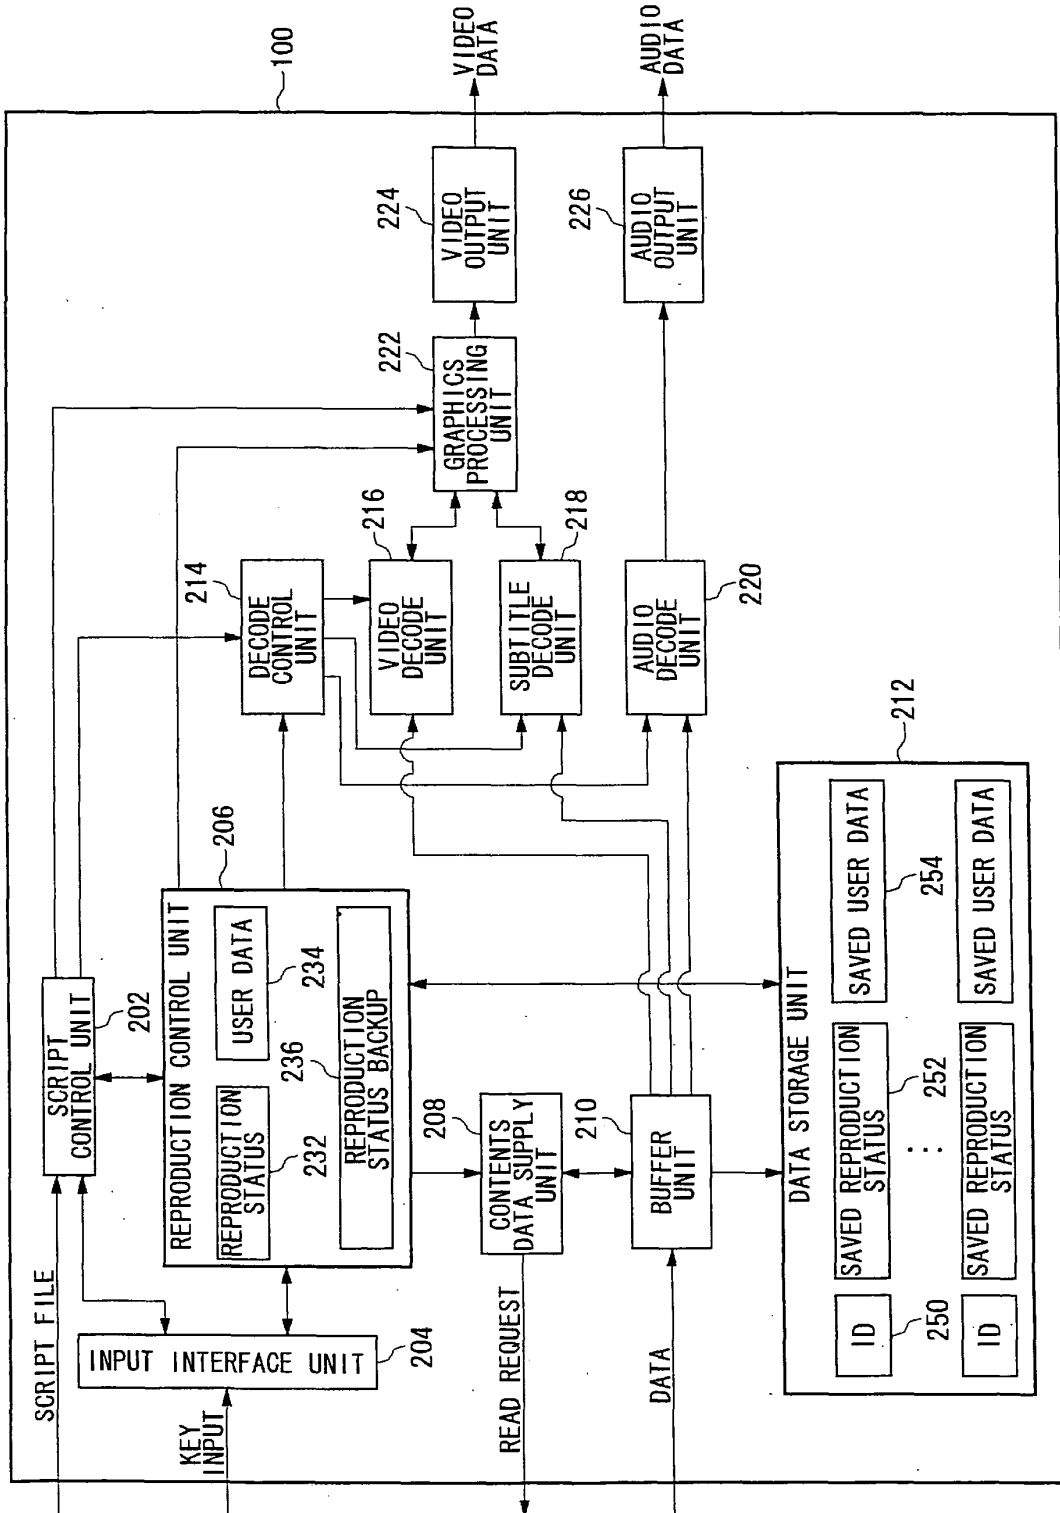 SCRIPT FILE
KEY
INPUT
READ REQUEST
DATA
100
INPUT INTERFACE UNIT
204
SCRIPT
CONTROL UNIT
202
REPRODUCTION CONTROL UNIT
206
REPRODUCTION
STATUS
232
USER DATA
234
236
REPRODUCTION
STATUS BACKUP
CONTENTS
DATA SUPPLY
UNIT
208
BUFFER
UNIT
210
DATA STORAGE UNIT
212
ID
250
SAVED REPRODUCTION
STATUS
252
SAVED USER DATA
254
ID
SAVED REPRODUCTION
STATUS
SAVED USER DATA
DECODE
CONTROL
UNIT
214
VIDEO
DECODE
UNIT
216
SUBTITLE
DECODE
UNIT
218
AUDIO
DECODE
UNIT
220
GRAPHICS
PROCESSING
UNIT
222
VIDEO
OUTPUT
UNIT
224
AUDIO
OUTPUT
UNIT
226
VIDEO
DATA
AUDIO
DATA